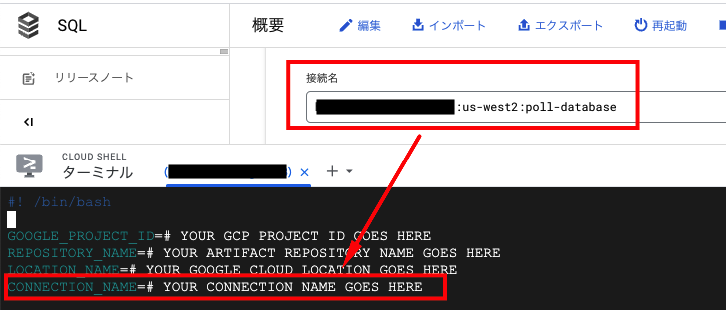 SQL
概要
編集
インポート
エクスポート
再起動
リリースノート
接続名
:us-west2:poll-database
CLOUD SHELL
ターミナル
#! /bin/bash
GOOGLE_PROJECT_ID=# YOUR GCP PROJECT ID GOES HERE
REPOSITORY_NAME=# YOUR ARTIFACT REPOSITORY NAME GOES HERE
LOCATION_NAME=# YOUR GOOGLE CLOUD LOCATION GOES HERE
CONNECTION_NAME=# YOUR CONNECTION NAME GOES HERE